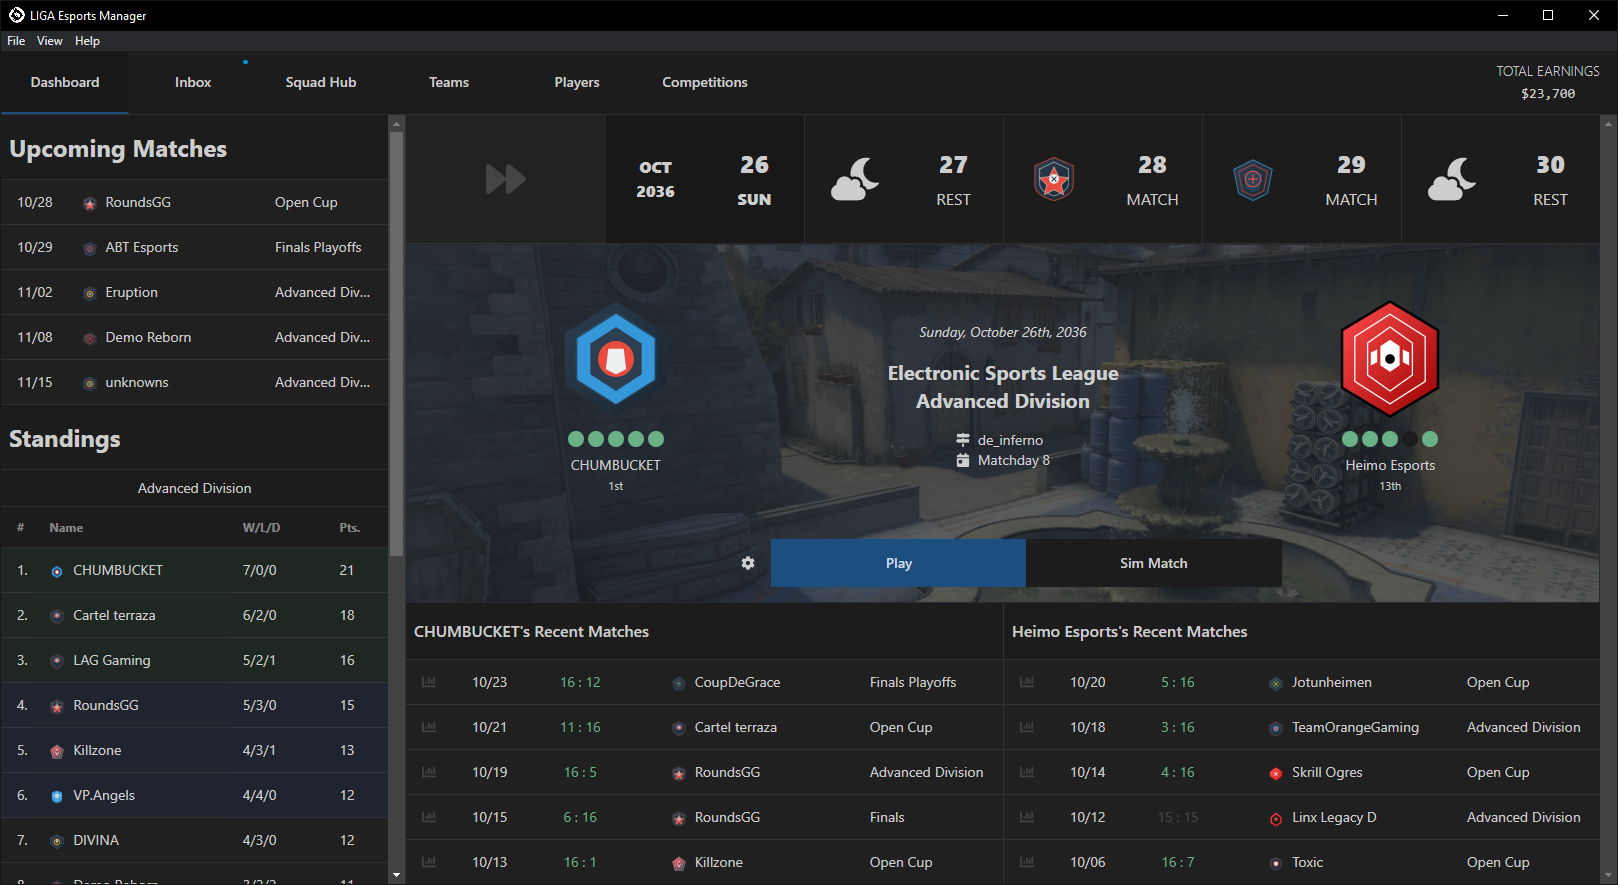 LIGA Esports Manager
File View Help
Dashboard Inbox Squad Hub Teams Players Competitions
TOTAL EARNINGS
$23,700
Upcoming Matches
10/28 RoundsGG Open Cup
10/29 ABT Esports Finals Playoffs
11/02 Eruption Advanced Div...
11/08 Demo Reborn Advanced Div...
11/15 unknowns Advanced Div...
Standings
Advanced Division
# Name W/L/D Pts.
1. CHUMBUCKET 7/0/0 21
2. Cartel terraza 6/2/0 18
3. LAG Gaming 5/2/1 16
4. RoundsGG 5/3/0 15
5. Killzone 4/3/1 13
6. VP.Angels 4/4/0 12
7. DIVINA 4/3/0 12
8. Demo Reborn 3/2/2 11
OCT
2036
26
SUN
27
REST
28
MATCH
29
MATCH
30
REST
Sunday, October 26th, 2036
Electronic Sports League
Advanced Division
de_inferno
Matchday 8
CHUMBUCKET
1st
Heimo Esports
13th
Play Sim Match
CHUMBUCKET's Recent Matches
10/23 16 : 12 CoupDeGrace Finals Playoffs
10/21 11 : 16 Cartel terraza Open Cup
10/19 16 : 5 RoundsGG Advanced Division
10/15 6 : 16 RoundsGG Finals
10/13 16 : 1 Killzone Open Cup
Heimo Esports's Recent Matches
10/20 5 : 16 Jotunheimen Open Cup
10/18 3 : 16 TeamOrangeGaming Advanced Division
10/14 4 : 16 Skrill Ogres Open Cup
10/12 15 : 15 Linx Legacy D Advanced Division
10/06 16 : 7 Toxic Open Cup